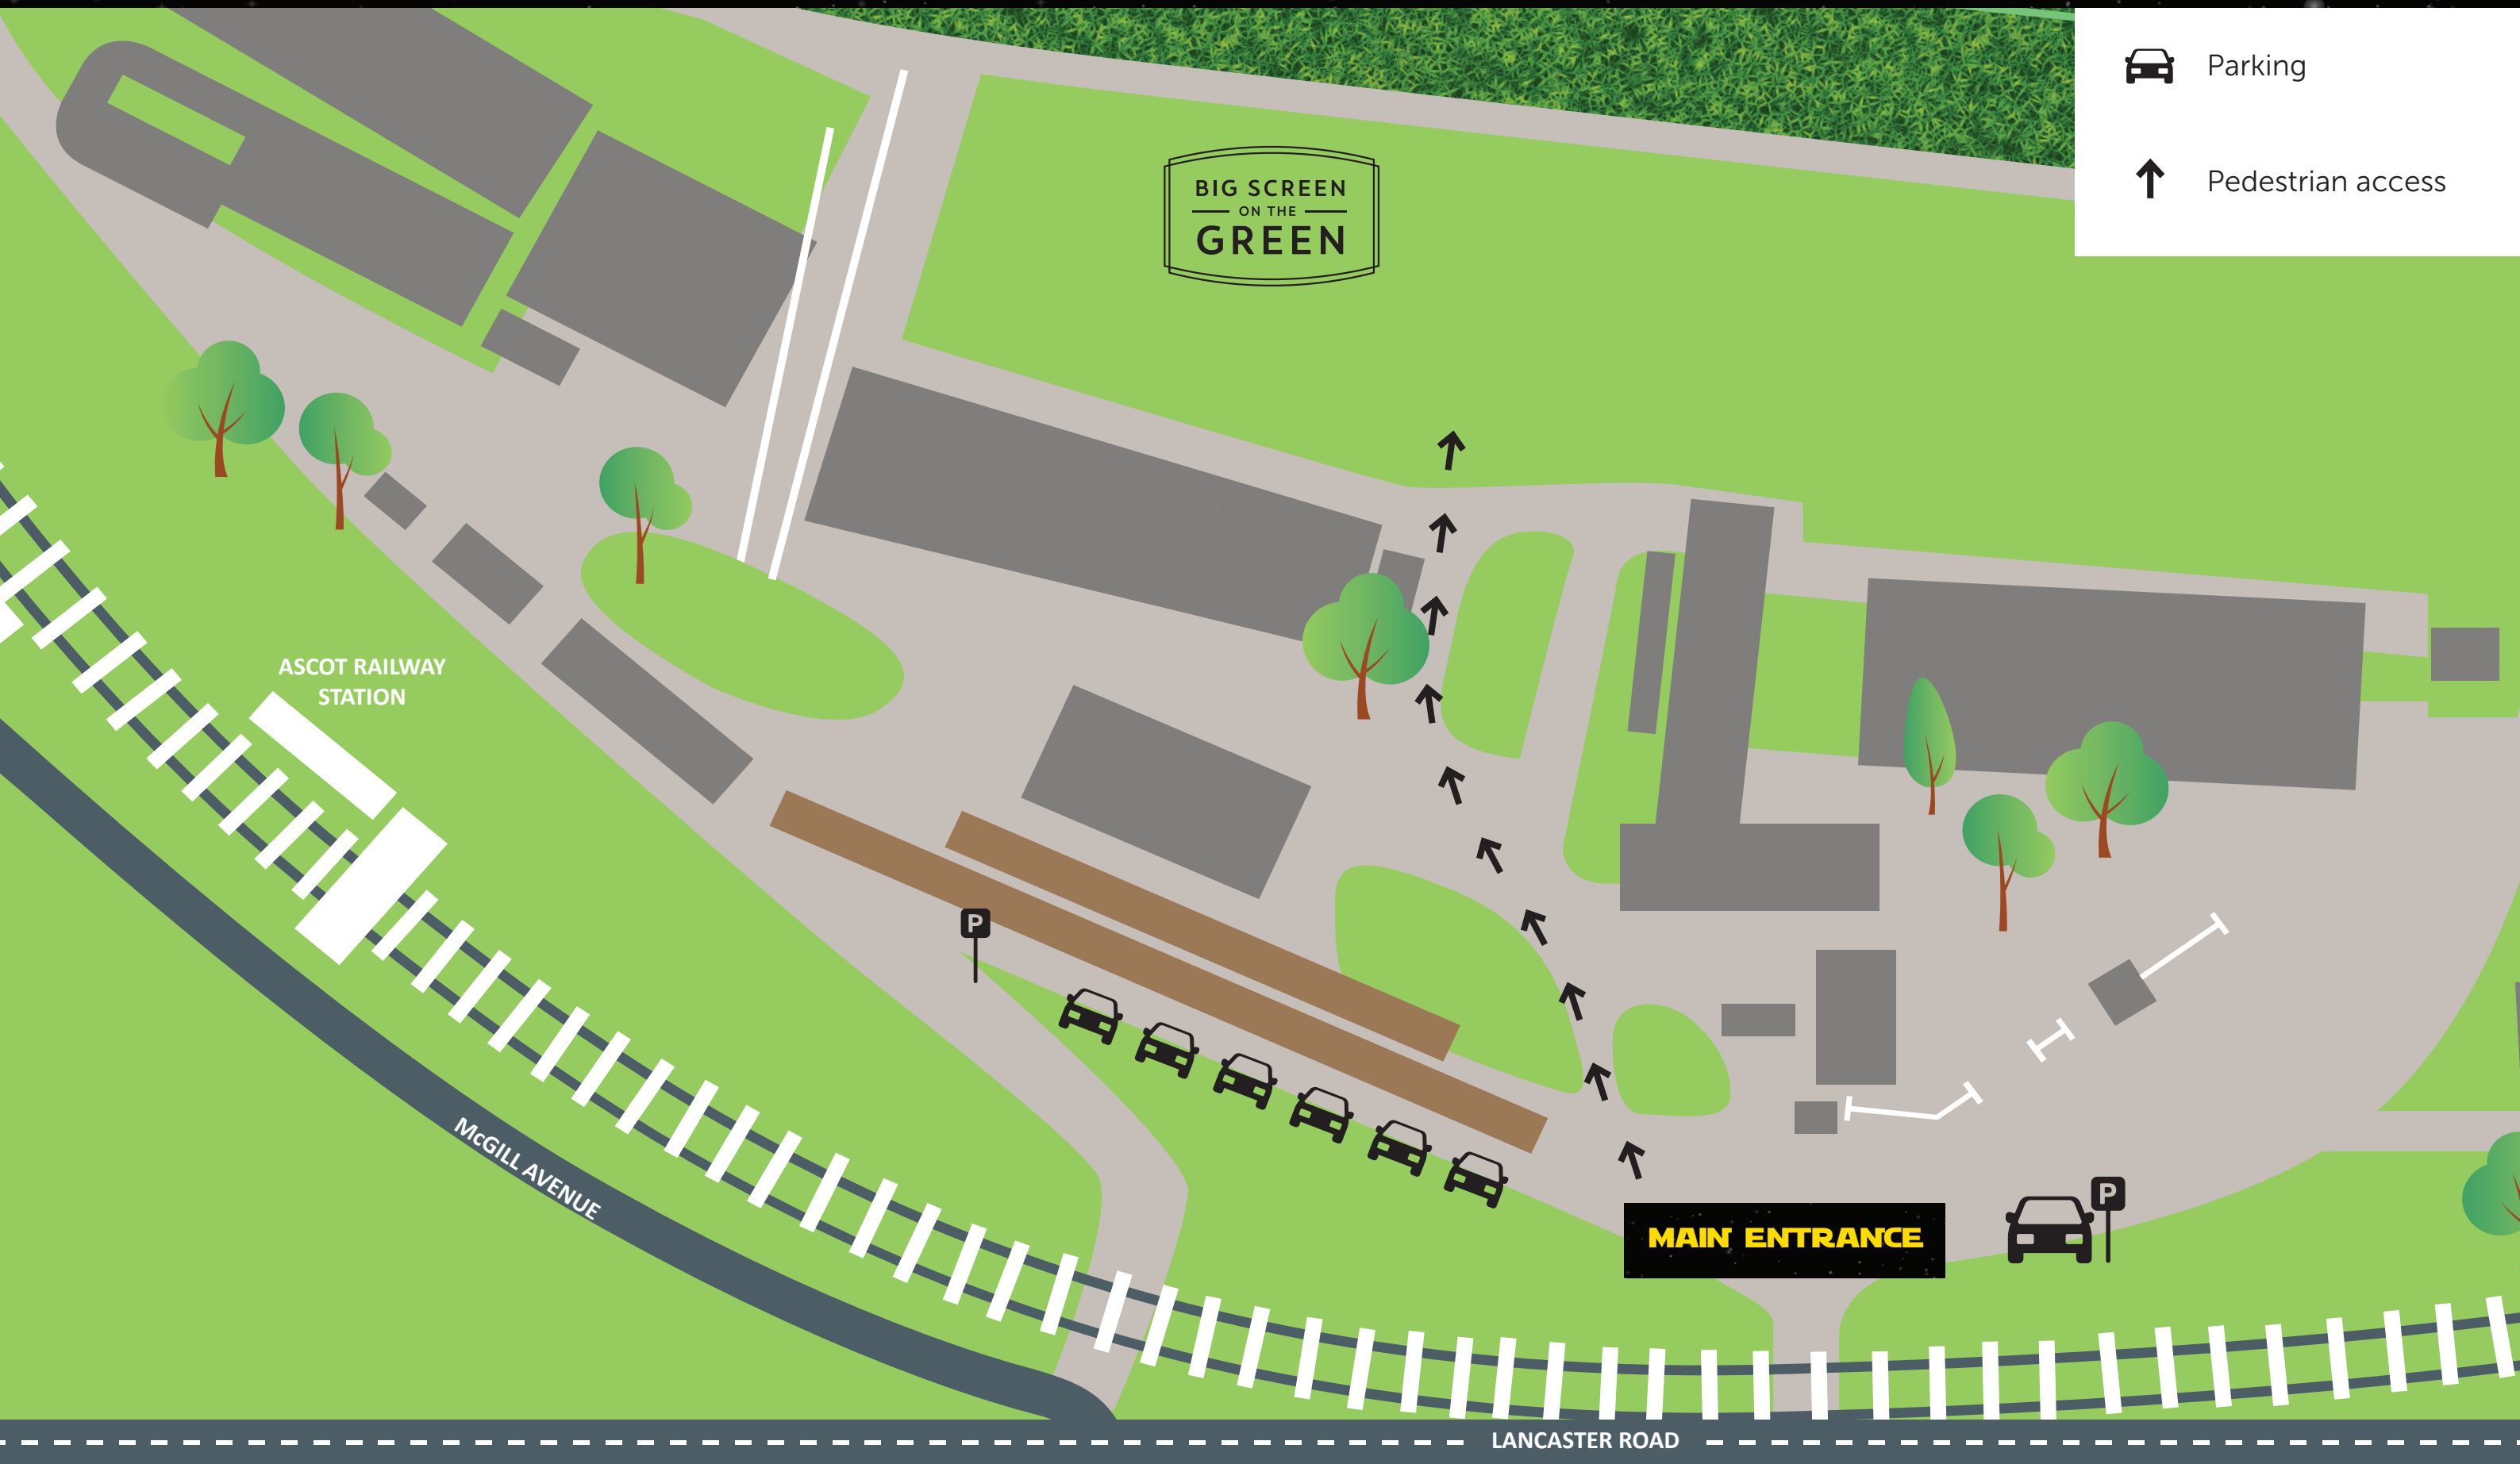 Parking
Pedestrian access
BIG SCREEN
ON THE
GREEN
ASCOT RAILWAY
STATION
P
McGILL AVENUE
P
MAIN ENTRANCE
LANCASTER ROAD